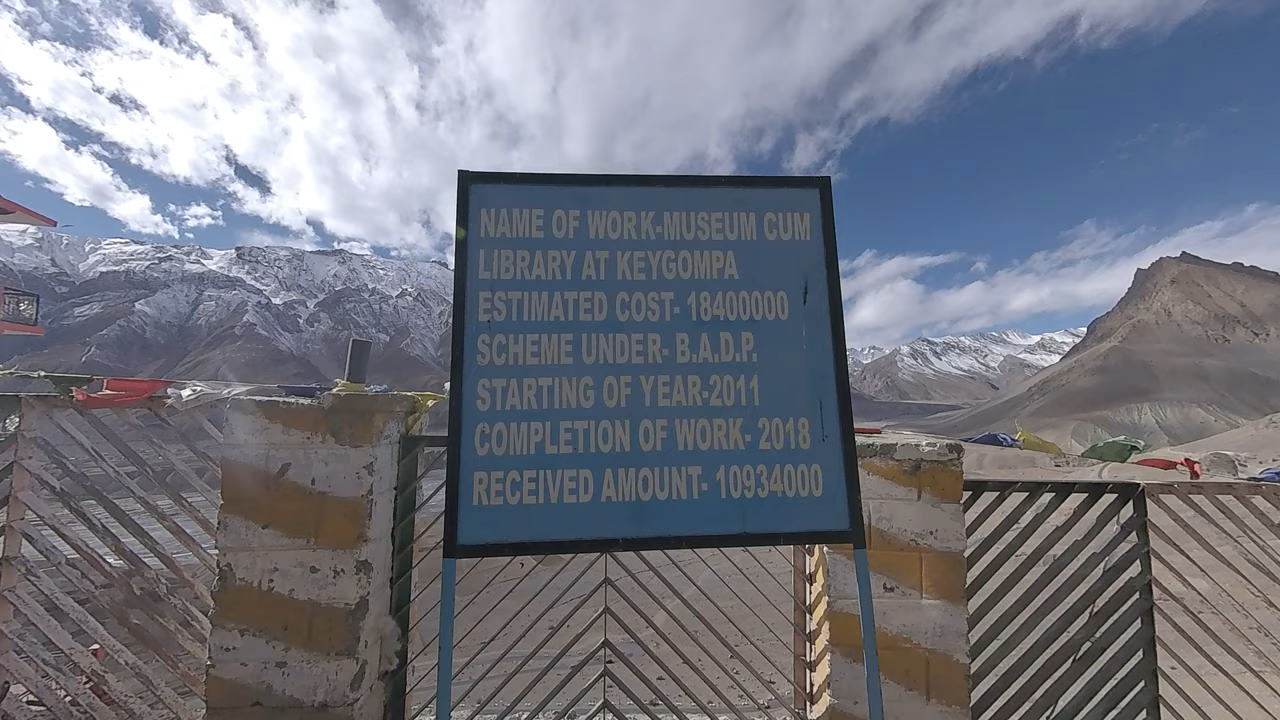 NAME OF WORK-MUSEUM CUM
LIBRARY AT KEYGOMPA
ESTIMATED COST- 18400000
SCHEME UNDER- B.A.D.P.
STARTING OF YEAR-2011
COMPLETION OF WORK- 2018
RECEIVED AMOUNT- 10934000